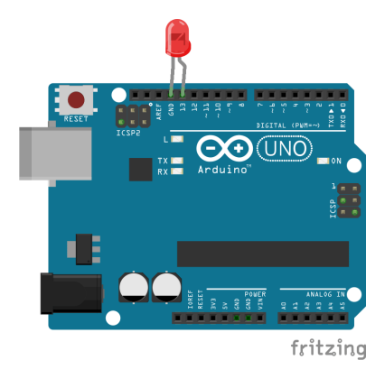 RESET
ICSP2
AREF
GND
13
12
~11
~10
~9
8
7
~6
~5
4
~3
2
TX▶1
RX◀0
DIGITAL (PWM=~)
L
TX
RX
Arduino™
UNO
ON
1
ICSP
IOREF
RESET
3V3
5V
GND
GND
VIN
POWER
A0
A1
A2
A3
A4
A5
ANALOG IN
fritzing